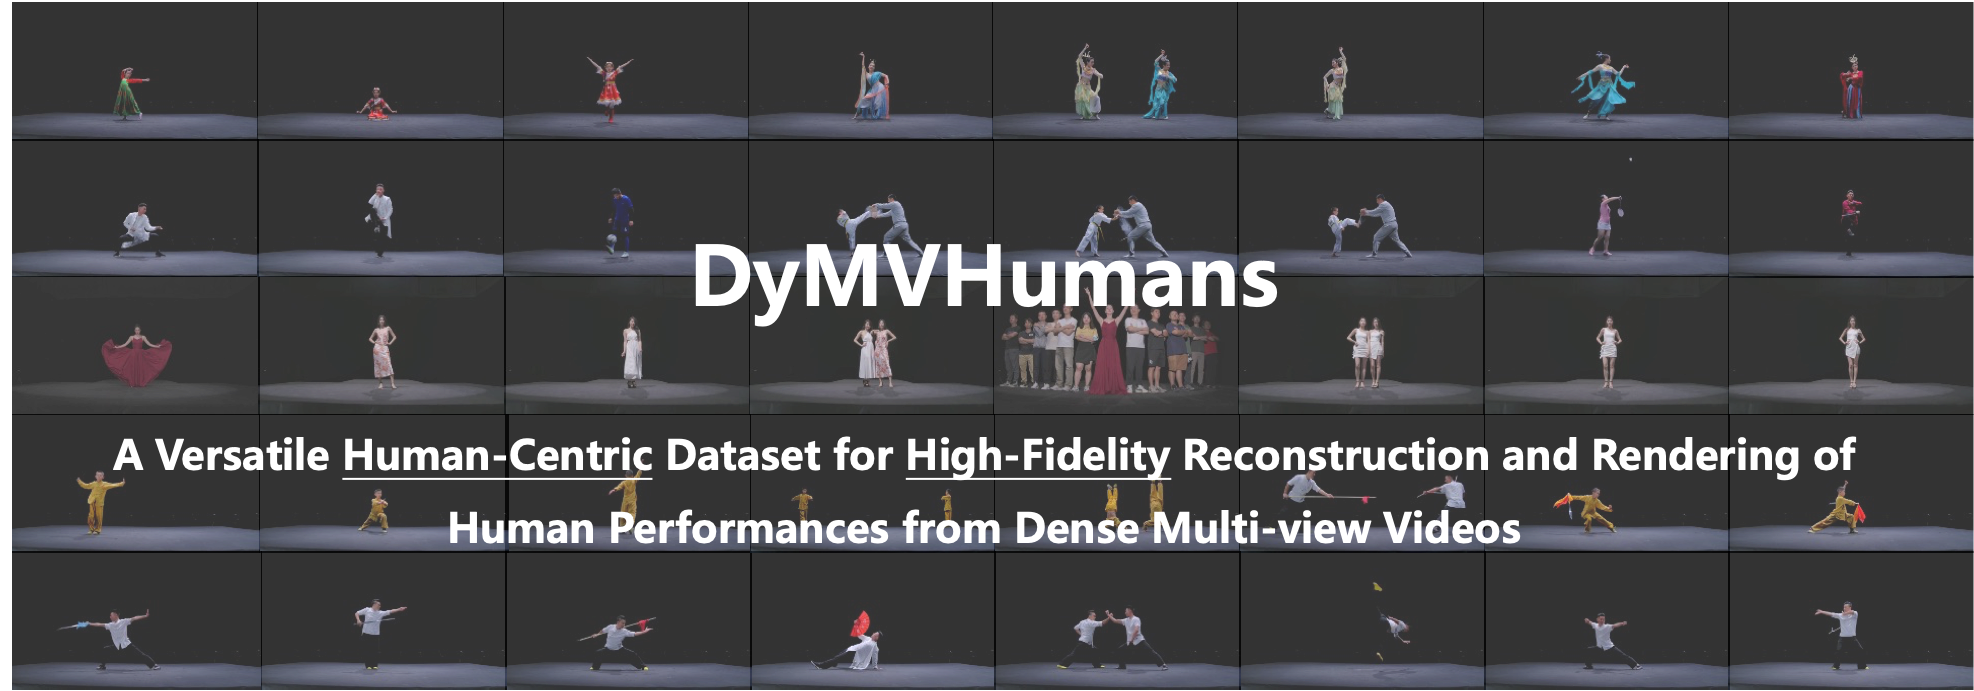 DyMVHumans
A Versatile Human-Centric Dataset for High-Fidelity Reconstruction and Rendering of
Human Performances from Dense Multi-view Videos